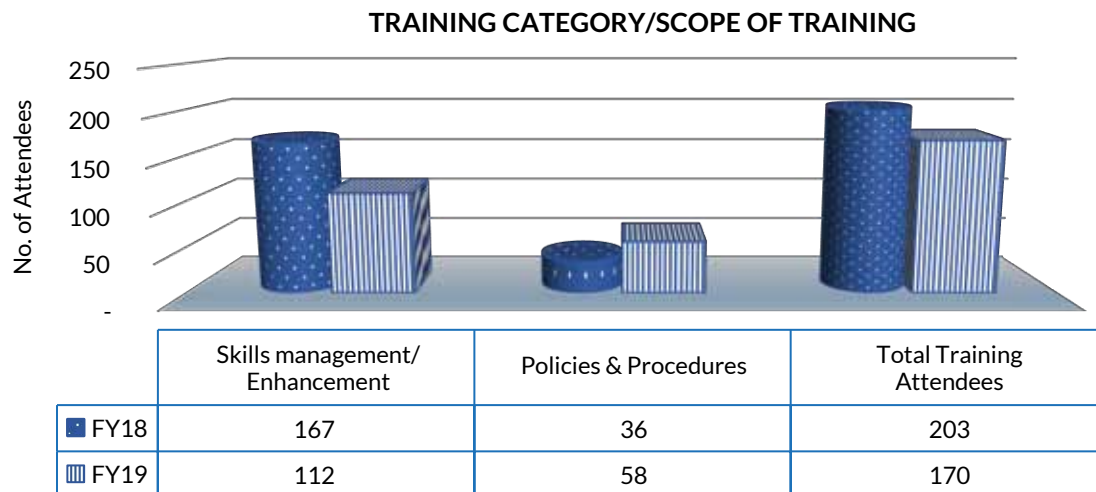 TRAINING CATEGORY/SCOPE OF TRAINING
No. of Attendees
250
200
150
100
50
-
Skills management/
Enhancement
Policies & Procedures
Total Training
Attendees
FY18 167 36 203
FY19 112 58 170